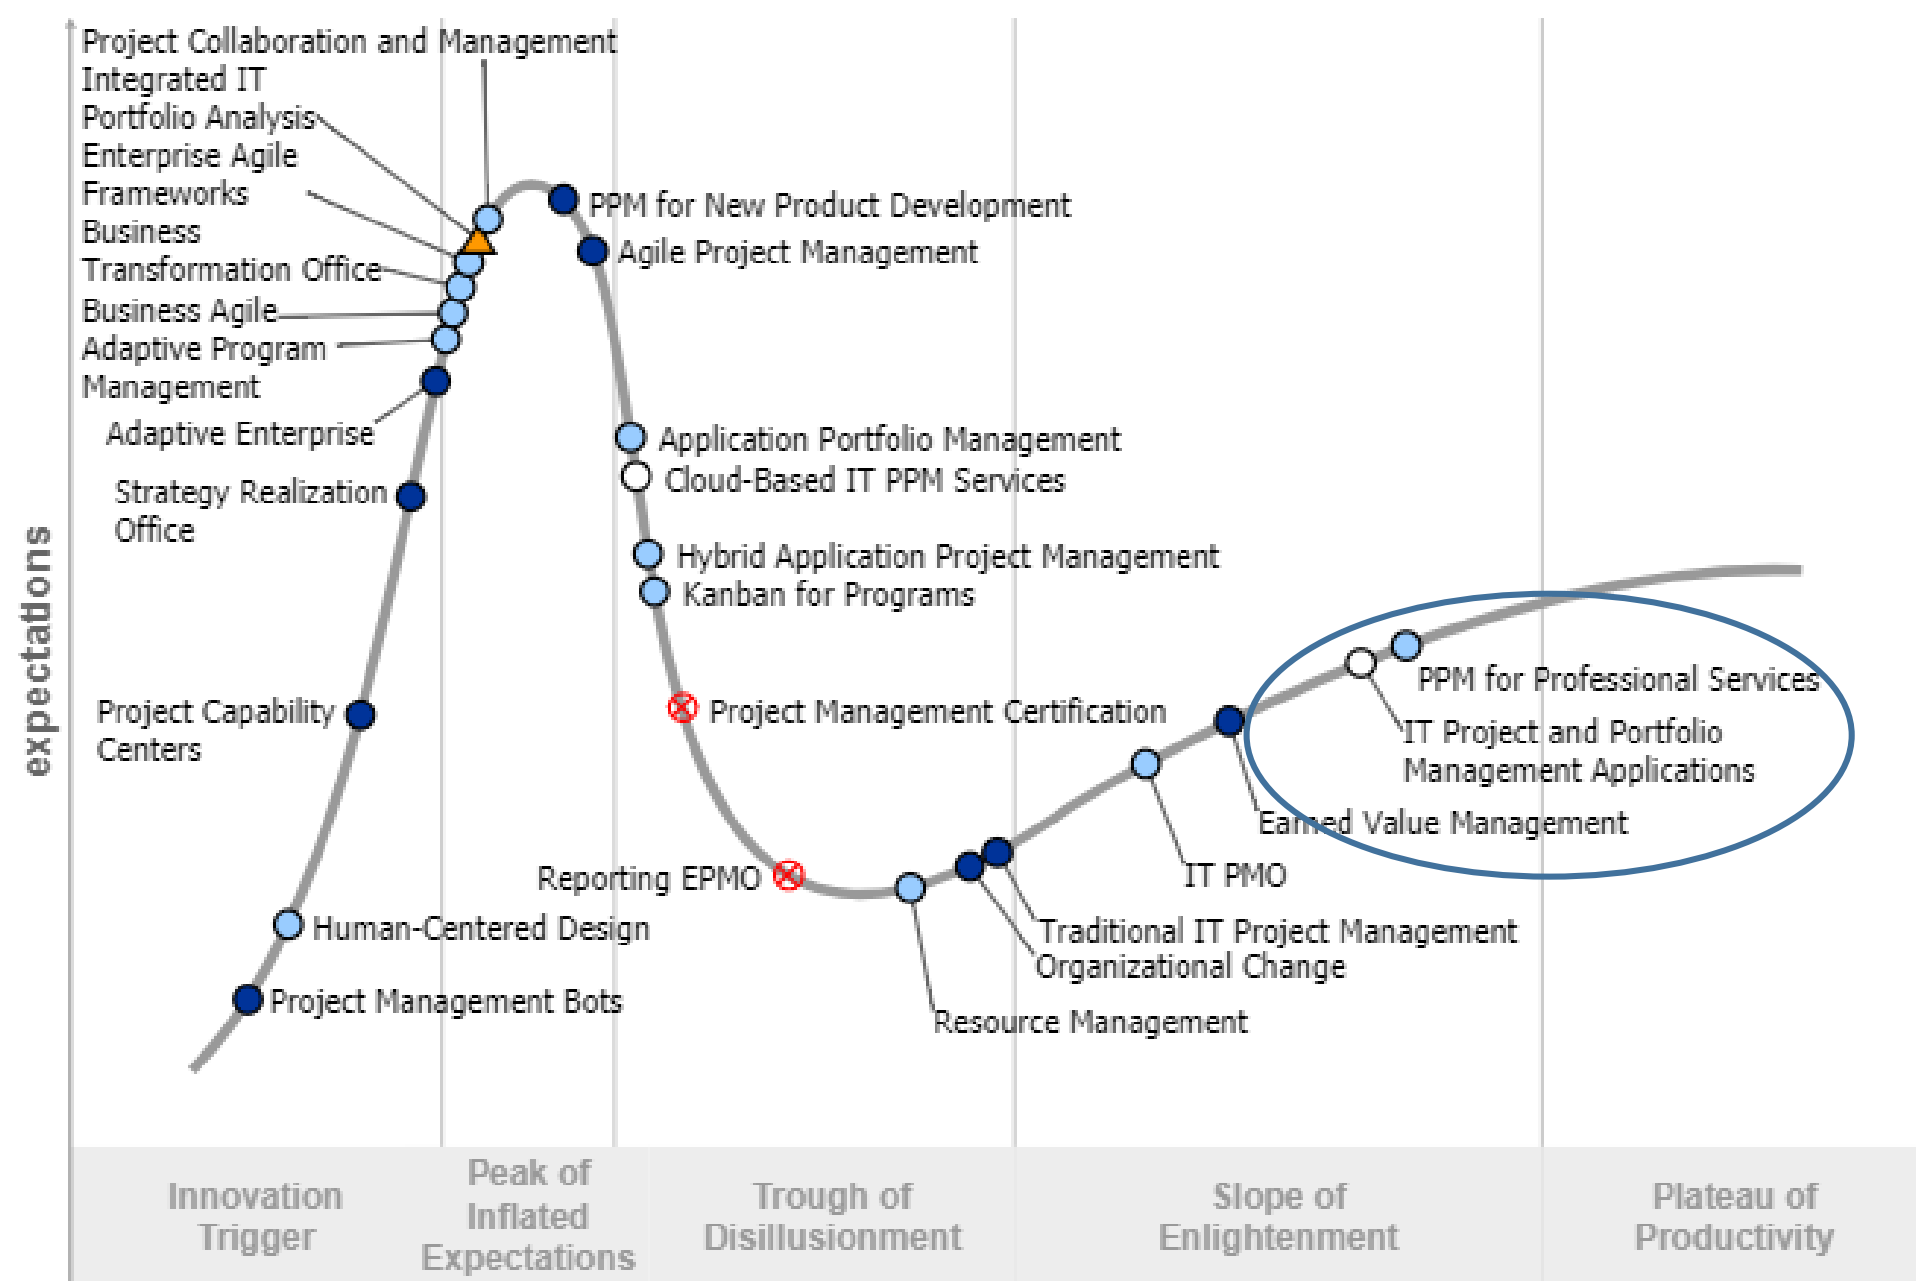 Project Collaboration and Management
Integrated IT
Portfolio Analysis
Enterprise Agile
Frameworks
Business
Transformation Office
Business Agile
Adaptive Program
Management
Adaptive Enterprise
Strategy Realization
Office
Project Capability
Centers
Human-Centered Design
Project Management Bots
PPM for New Product Development
Agile Project Management
Application Portfolio Management
Cloud-Based IT PPM Services
Hybrid Application Project Management
Kanban for Programs
Project Management Certification
Reporting EPMO
Resource Management
Organizational Change
Traditional IT Project Management
IT PMO
Earned Value Management
IT Project and Portfolio
Management Applications
PPM for Professional Services
expectations
Innovation
Trigger
Peak of
Inflated
Expectations
Trough of
Disillusionment
Slope of
Enlightenment
Plateau of
Productivity